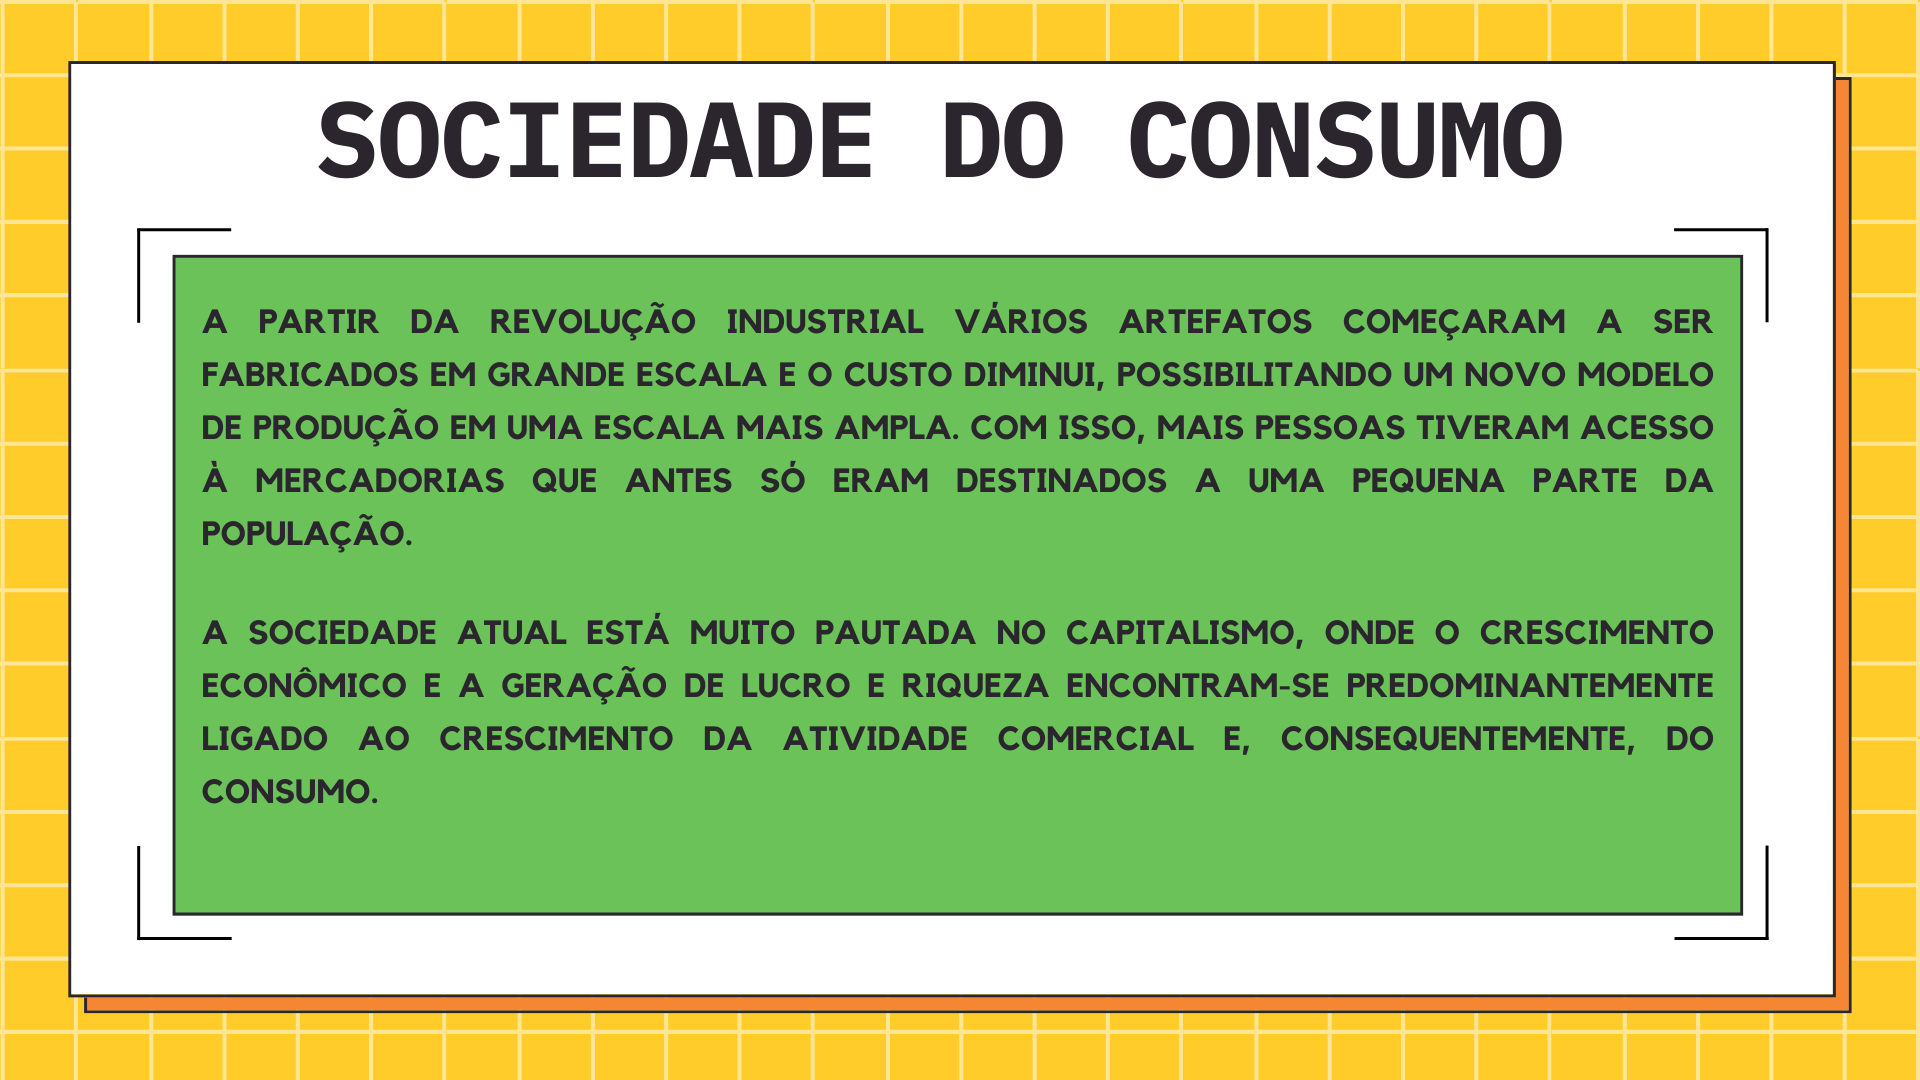 SOCIEDADE DO CONSUMO
A PARTIR DA REVOLUÇÃO INDUSTRIAL VÁRIOS ARTEFATOS COMEÇARAM A SER
FABRICADOS EM GRANDE ESCALA E O CUSTO DIMINUI, POSSIBILITANDO UM NOVO MODELO
DE PRODUÇÃO EM UMA ESCALA MAIS AMPLA. COM ISSO, MAIS PESSOAS TIVERAM ACESSO
À MERCADORIAS QUE ANTES SÓ ERAM DESTINADOS A UMA PEQUENA PARTE DA
POPULAÇÃO.
A SOCIEDADE ATUAL ESTÁ MUITO PAUTADA NO CAPITALISMO, ONDE O CRESCIMENTO
ECONÔMICO E A GERAÇÃO DE LUCRO E RIQUEZA ENCONTRAM-SE PREDOMINANTEMENTE
LIGADO AO CRESCIMENTO DA ATIVIDADE COMERCIAL E, CONSEQUENTEMENTE, DO
CONSUMO.